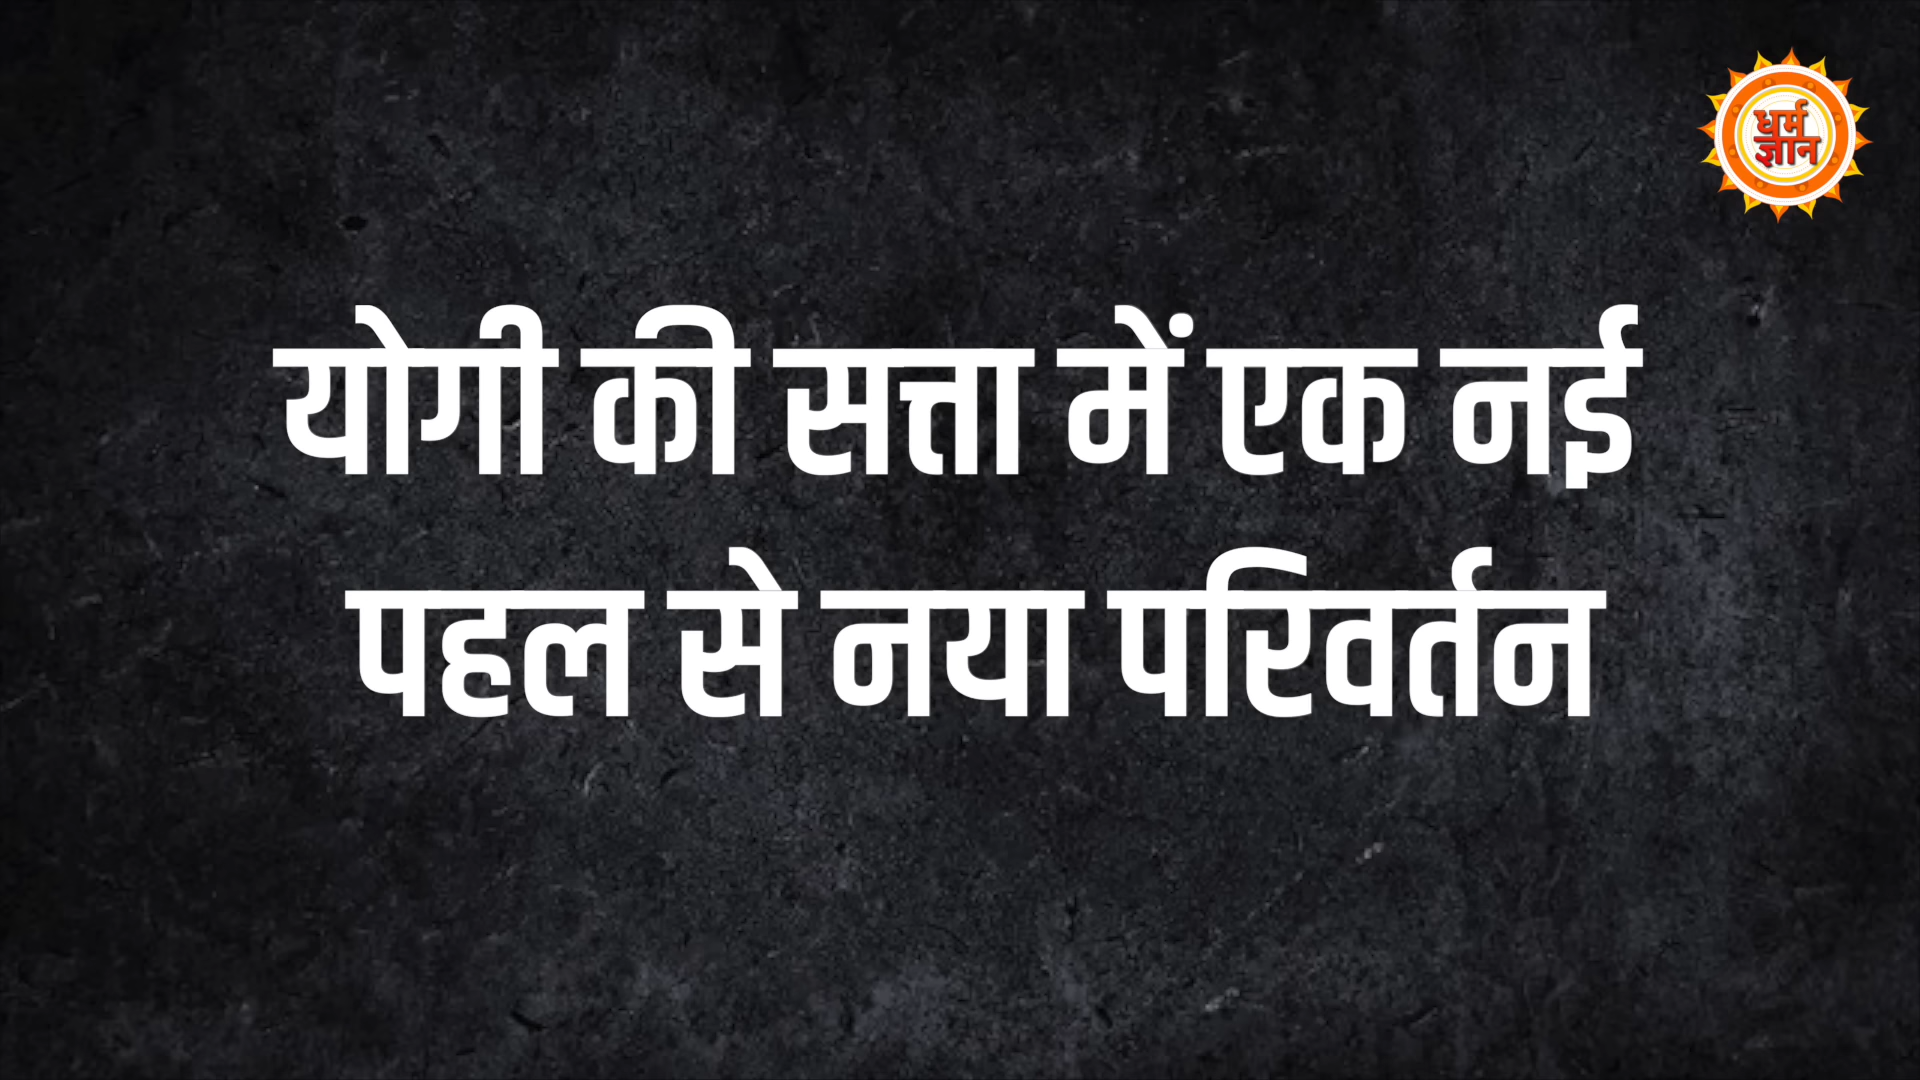 धर्म
ज्ञान
योगी की सत्ता में एक नई
पहल से नया परिवर्तन